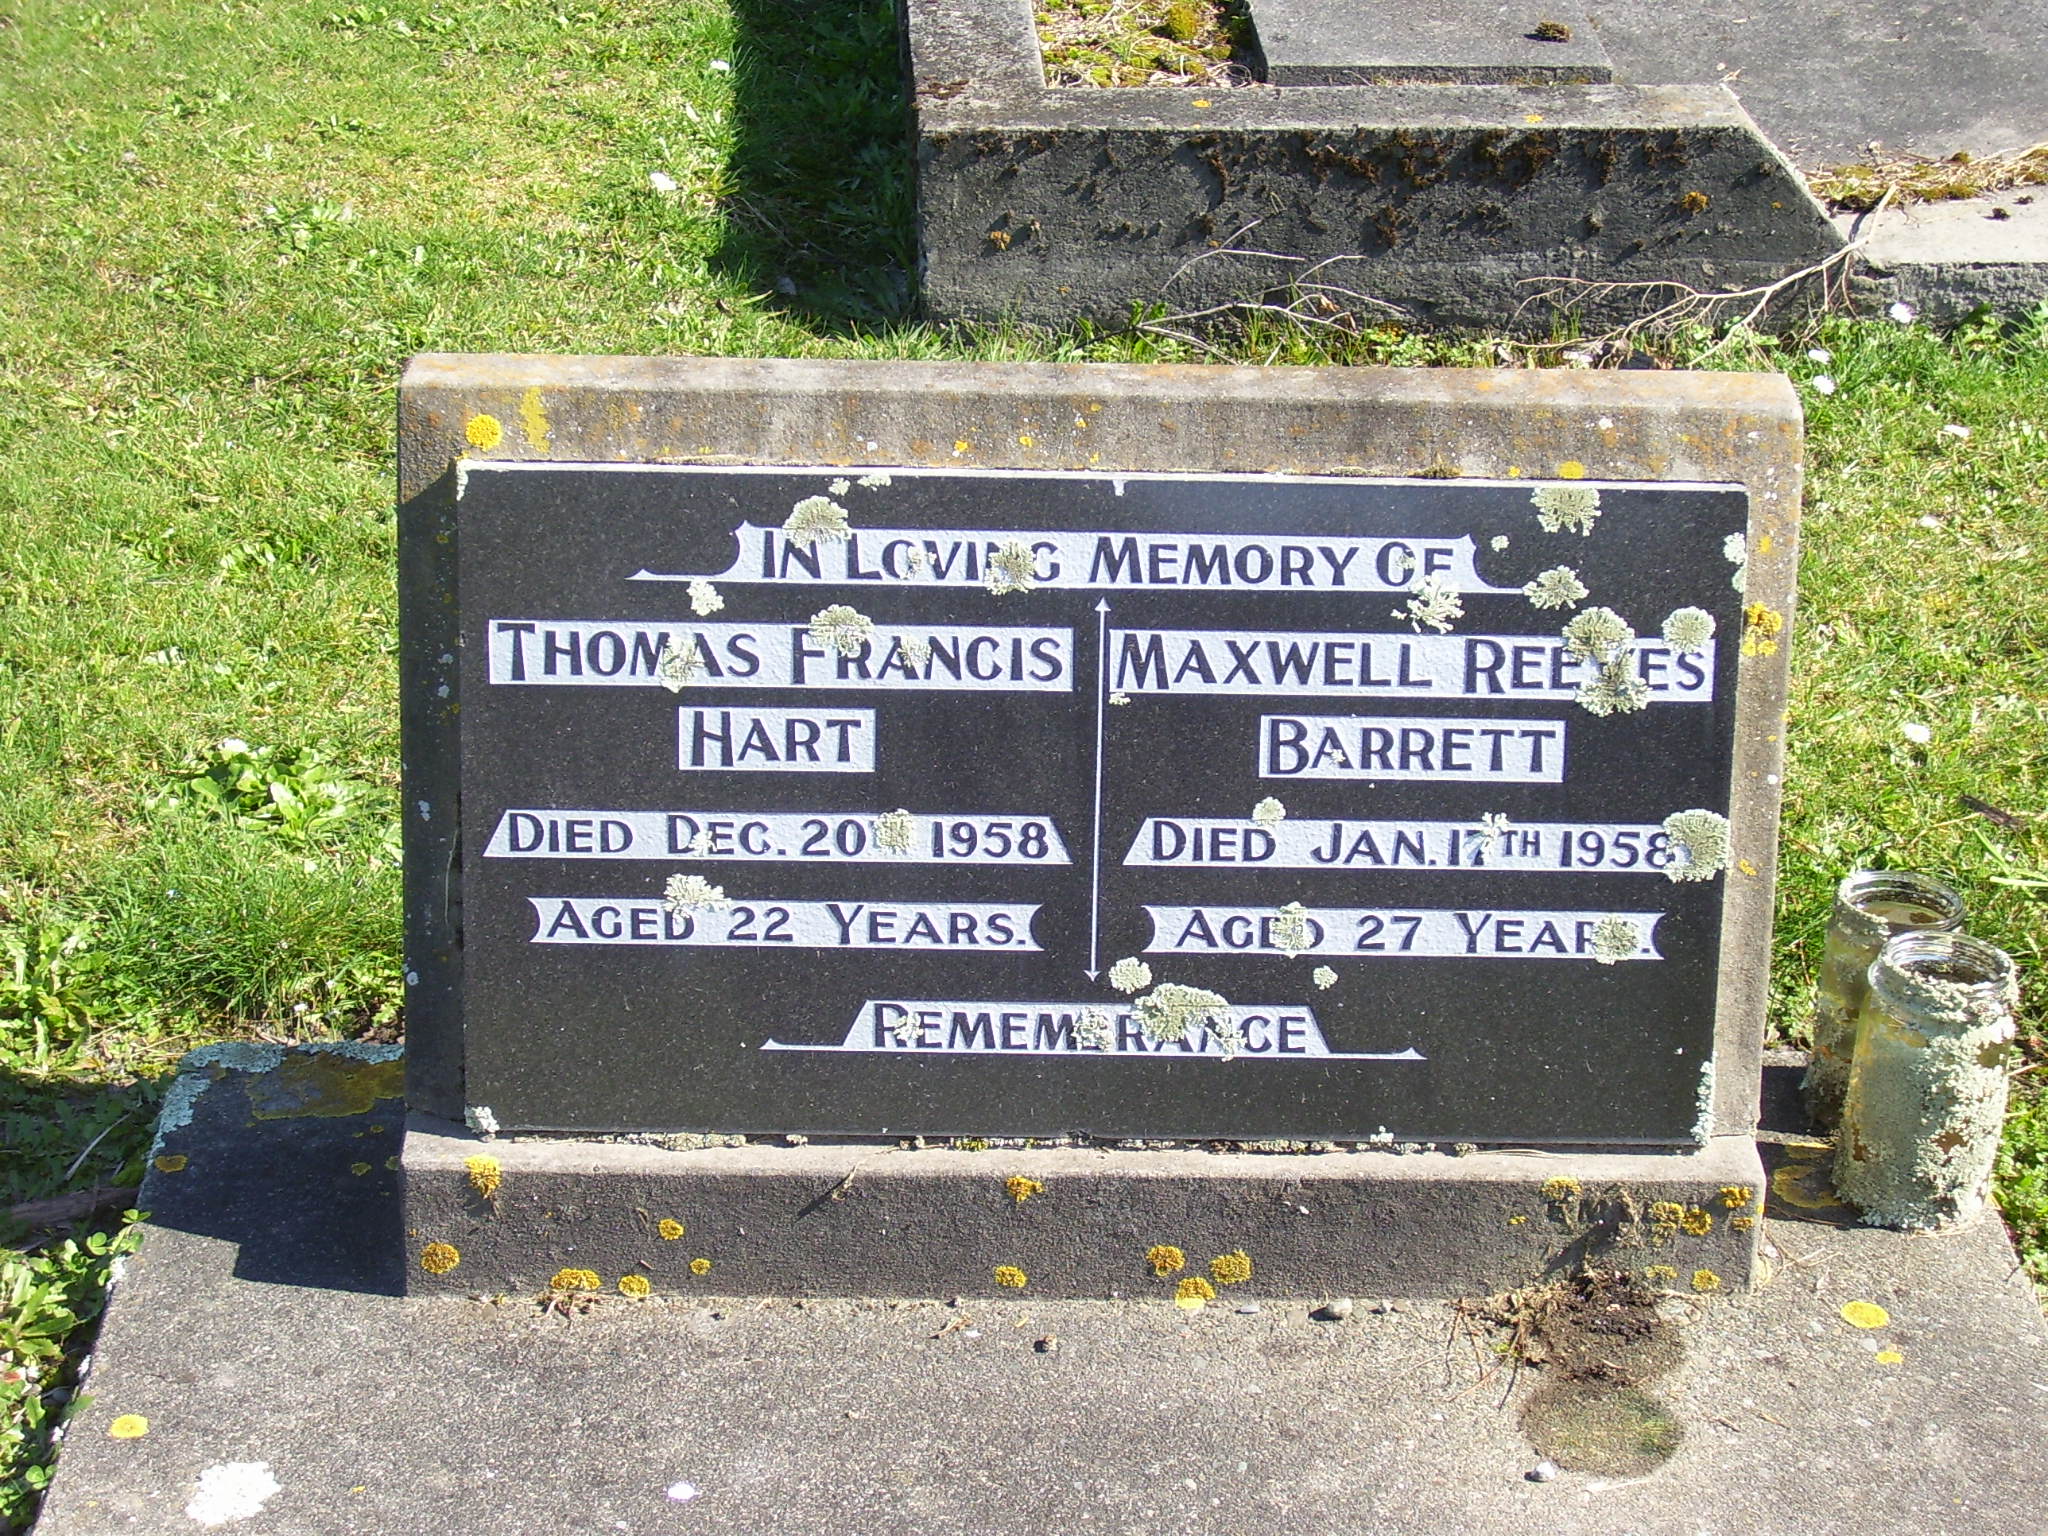 IN LOVING MEMORY OF
THOMAS FRANCIS
HART
DIED DEC. 20TH 1958
AGED 22 YEARS.
MAXWELL REEVES
BARRETT
DIED JAN. 17TH 1958
AGED 27 YEARS.
REMEMBRANCE